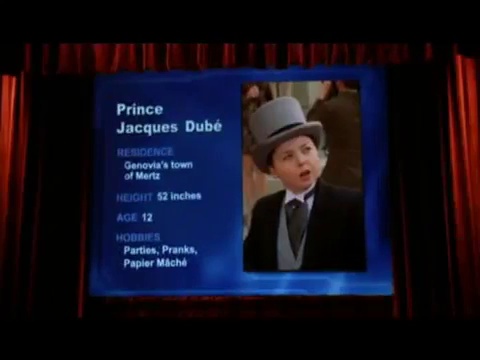 Prince
Jacques Dubé
RESIDENCE
Genovia's town
of Mertz
HEIGHT 52 inches
AGE 12
HOBBIES
Parties, Pranks,
Papier Mâché